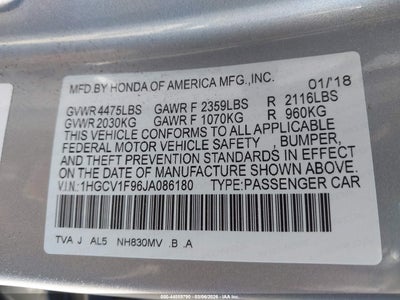 MFD.BY HONDA OF AMERICA MFG.,INC. 01/'18
GVWR 4475LBS GAWR F 2359LBS R 2116LBS
GVWR 2030KG GAWR F 1070KG R 960KG
THIS VEHICLE CONFORMS TO ALL APPLICABLE
FEDERAL MOTOR VEHICLE SAFETY , BUMPER,
AND THEFT PREVENTION STANDARDS IN EFFECT
ON THE DATE OF MANUFACTURE SHOWN ABOVE.
V.I.N:1HGCV1F96JA086180 TYPE:PASSENGER CAR
TVA J AL5 NH830MV .B .A